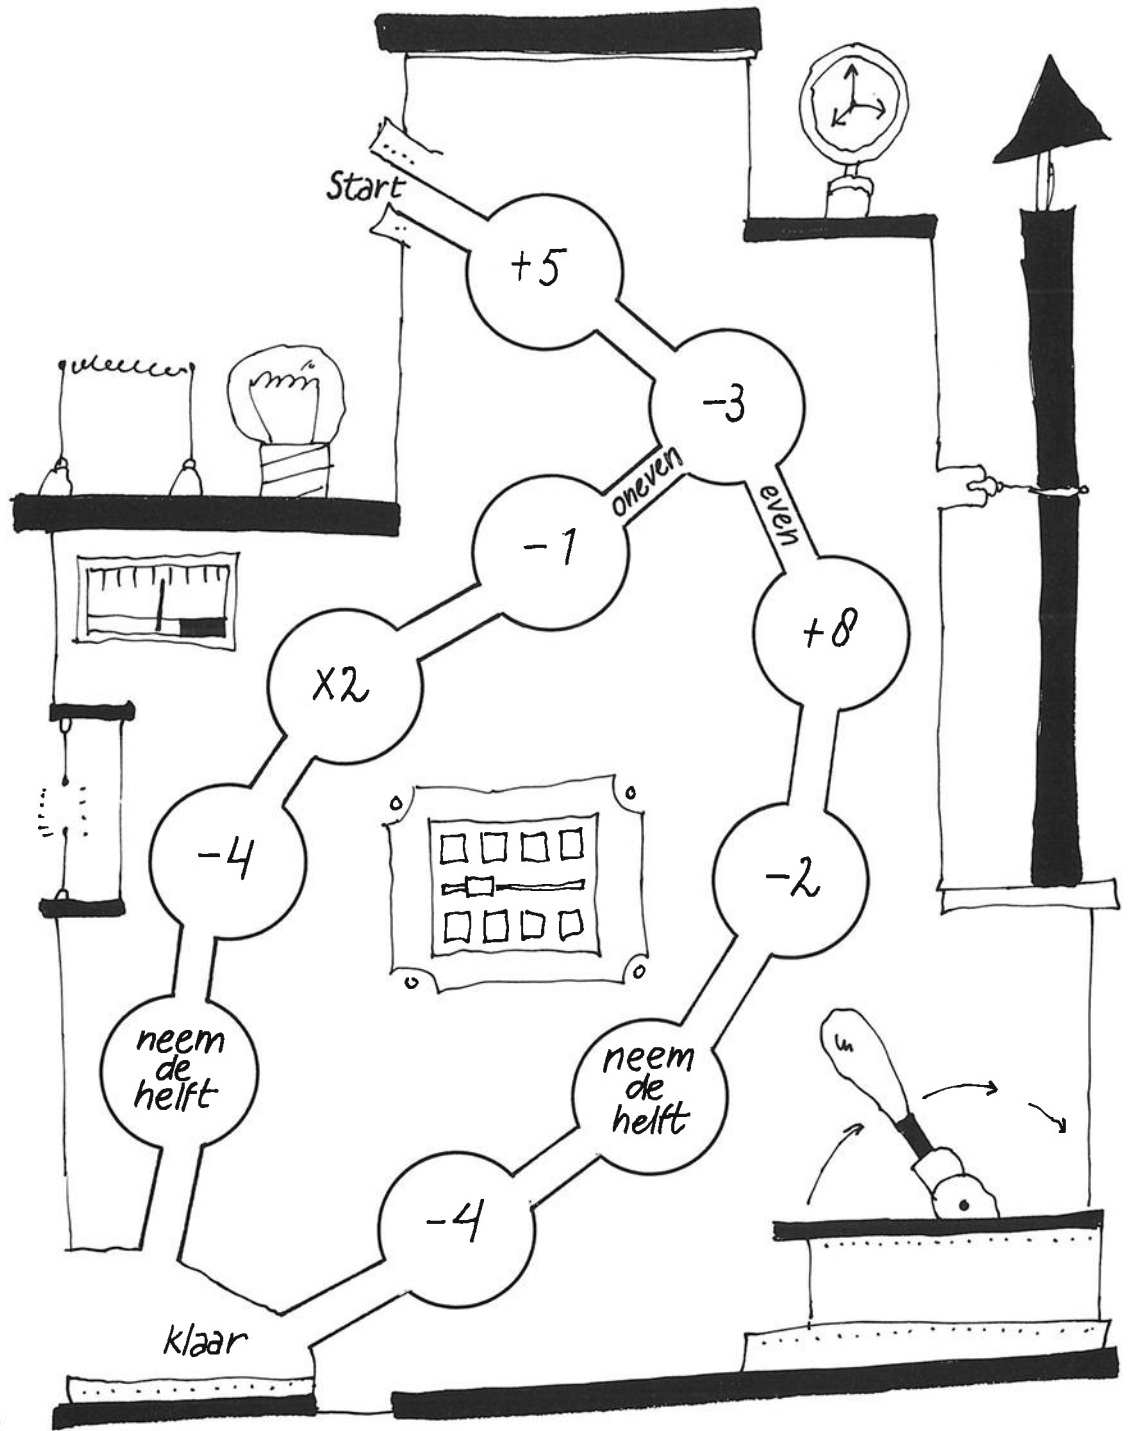 Start
+5
-3
oneven
even
-1
+8
x2
-4
-2
neem
de
helft
neem
de
helft
-4
klaar